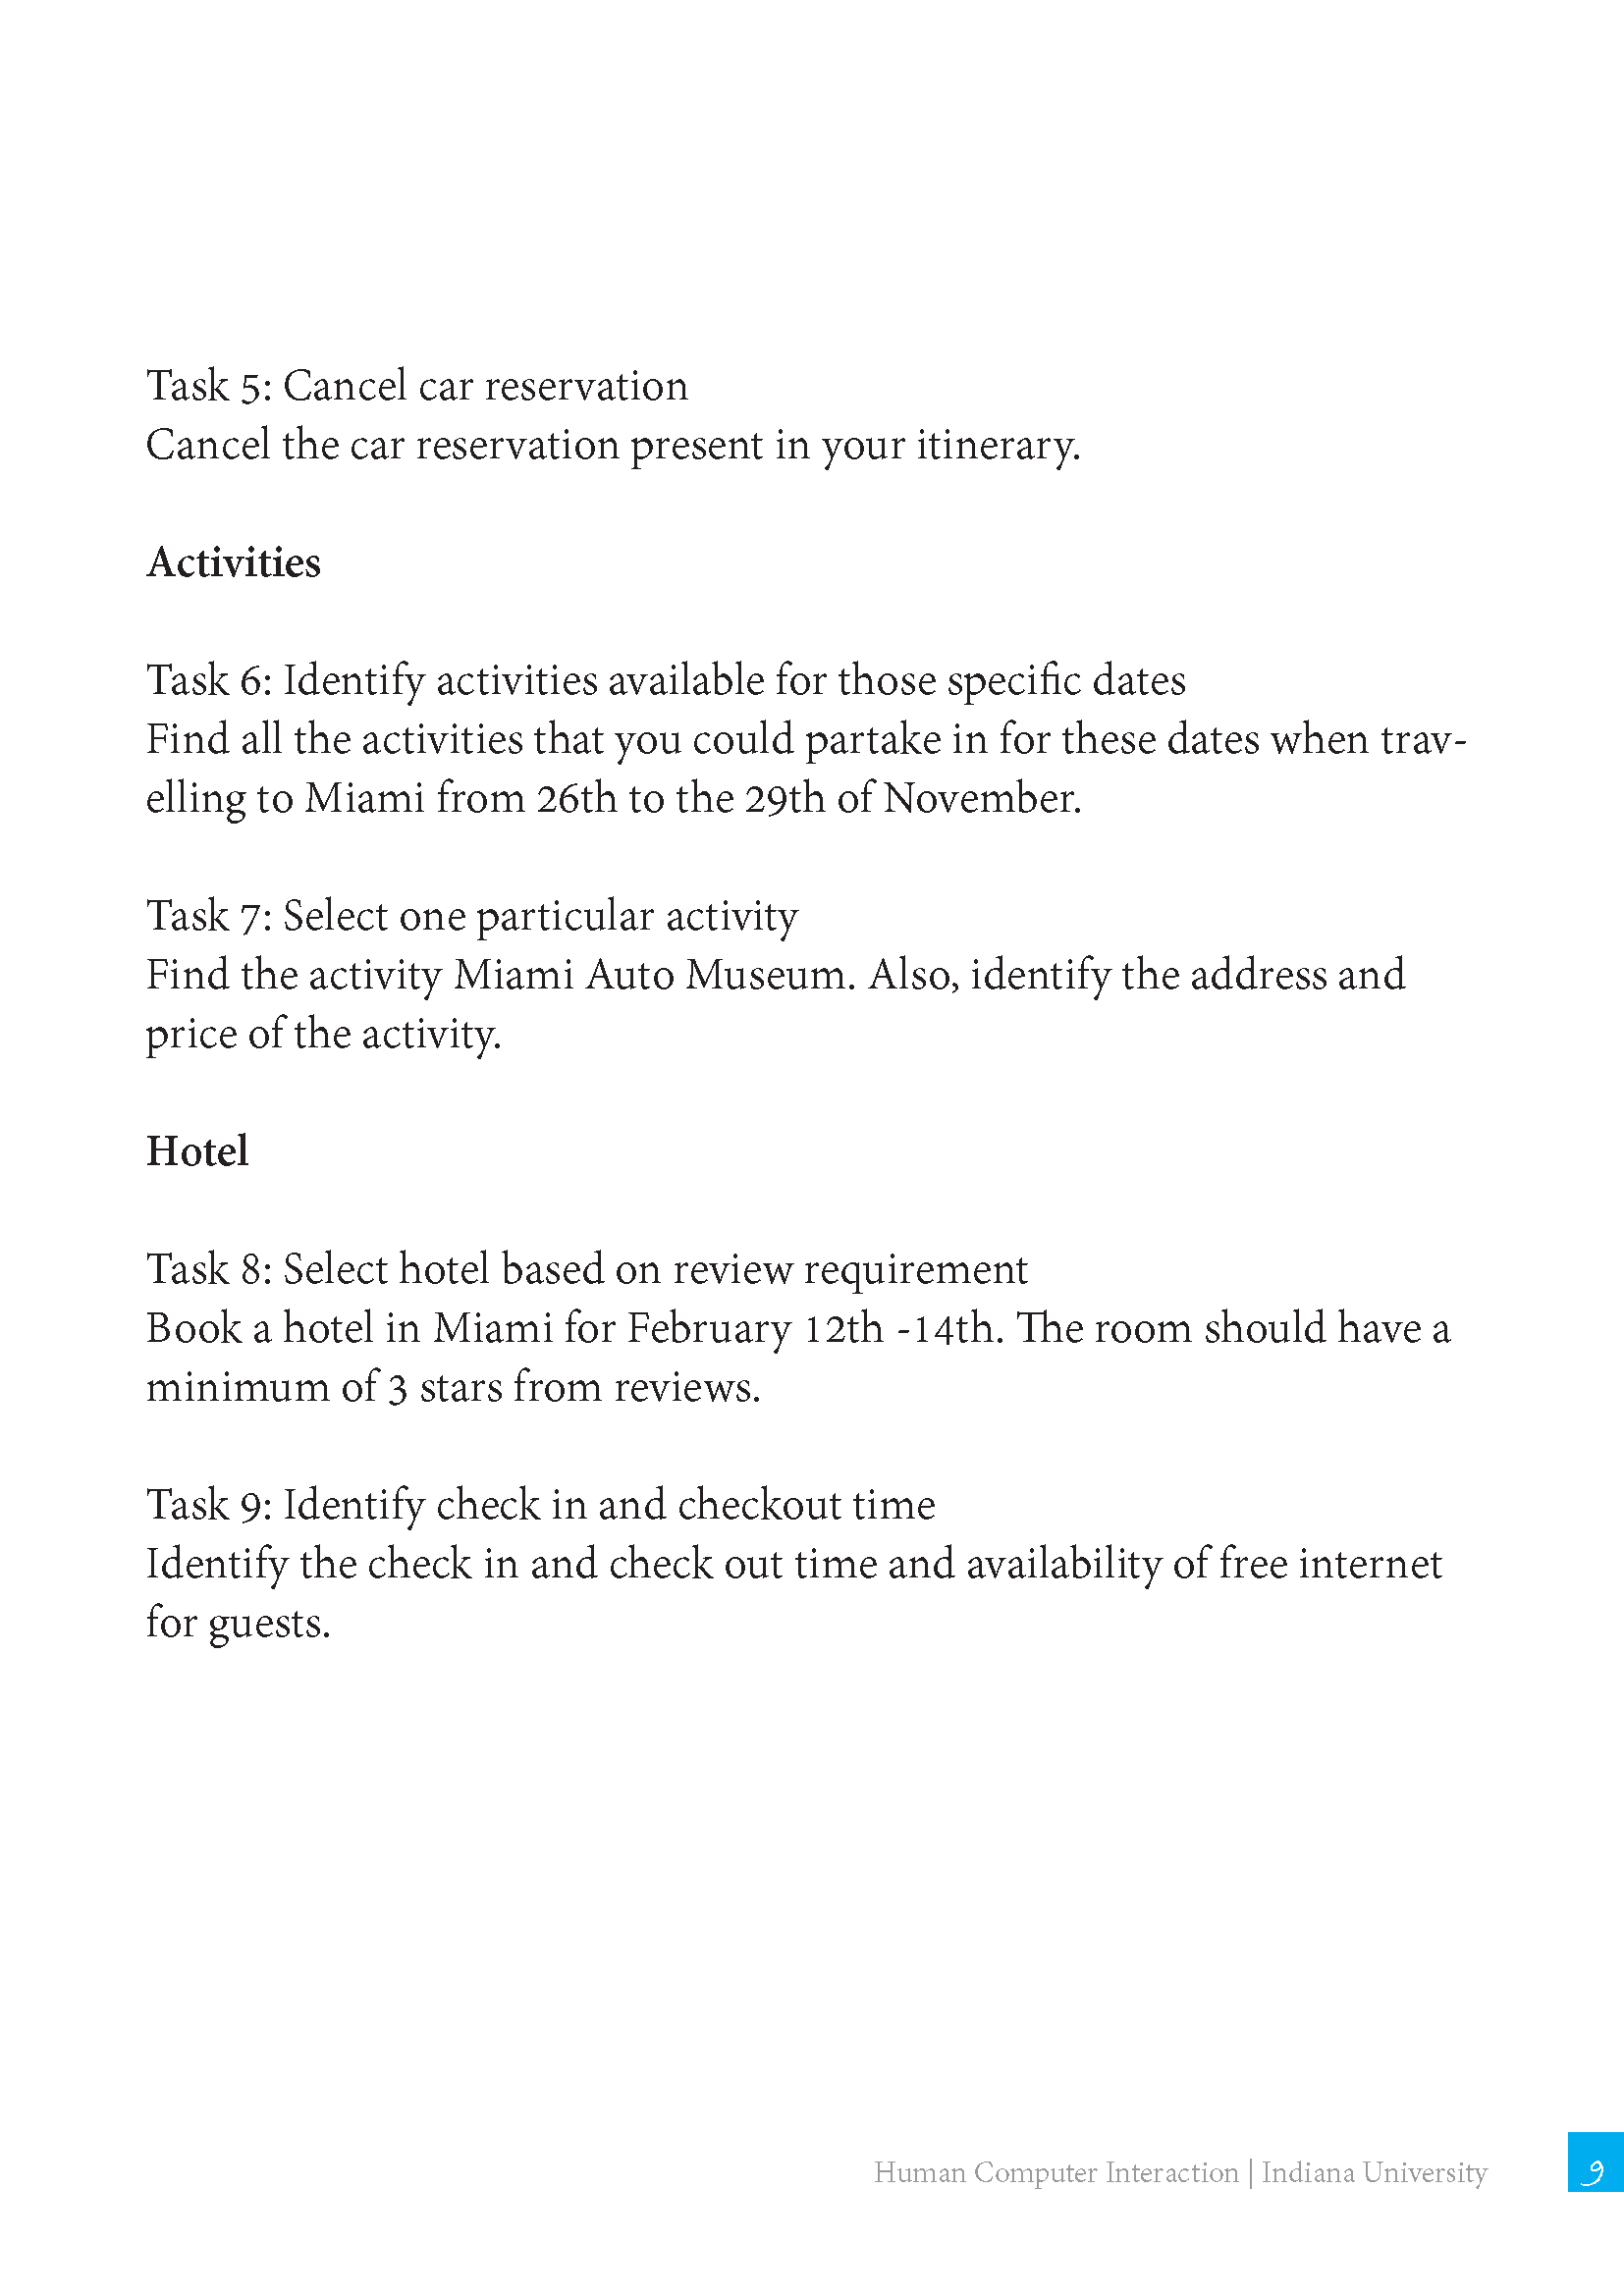 Task 5: Cancel car reservation
Cancel the car reservation present in your itinerary.
Activities
Task 6: Identify activities available for those specific dates
Find all the activities that you could partake in for these dates when trav-
elling to Miami from 26th to the 29th of November.
Task 7: Select one particular activity
Find the activity Miami Auto Museum. Also, identify the address and
price of the activity.
Hotel
Task 8: Select hotel based on review requirement
Book a hotel in Miami for February 12th -14th. The room should have a
minimum of 3 stars from reviews.
Task 9: Identify check in and checkout time
Identify the check in and check out time and availability of free internet
for guests.
Human Computer Interaction | Indiana University
9